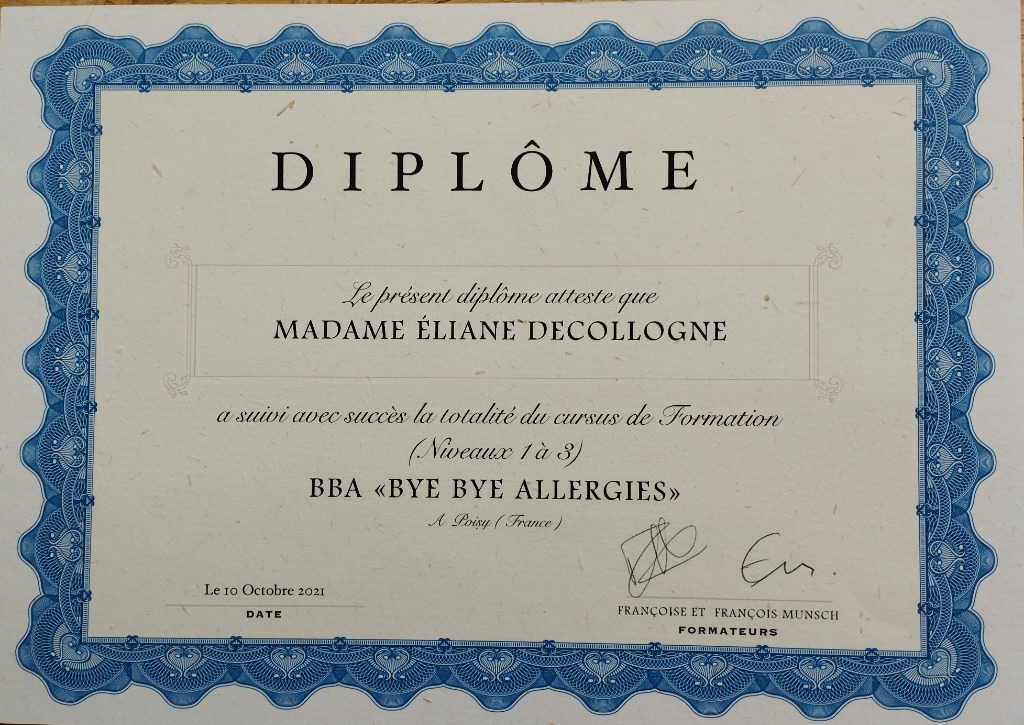 DIPLÔME
Le présent diplôme atteste que
MADAME ÉLIANE DECOLLOGNE
a suivi avec succès la totalité du cursus de Formation
(Niveaux 1 à 3)
BBA «BYE BYE ALLERGIES»
A Poisy ( France )
Le 10 Octobre 2021
DATE
FRANÇOISE ET FRANÇOIS MUNSCH
FORMATEURS